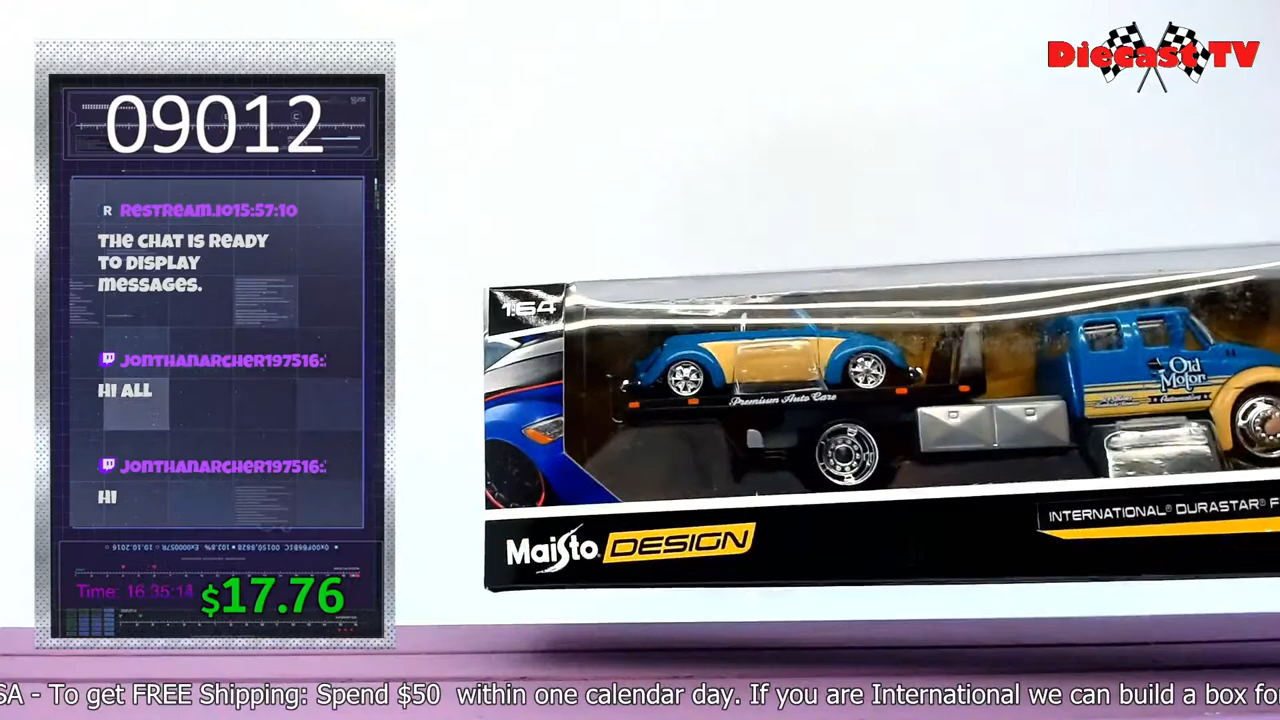 Diecast TV
09012
R Restream.io15:57:10
The chat is ready
to display
messages.
Jonthanarcher197516:
Hi all
Jonthanarcher197516:
Hi
Time: 16:35:14
$17.76
1:64
Premium Auto Care
Old
Motor
Automotive
INTERNATIONAL® DURASTAR® F
Maisto DESIGN
SA - To get FREE Shipping: Spend $50 within one calendar day. If you are International we can build a box fo